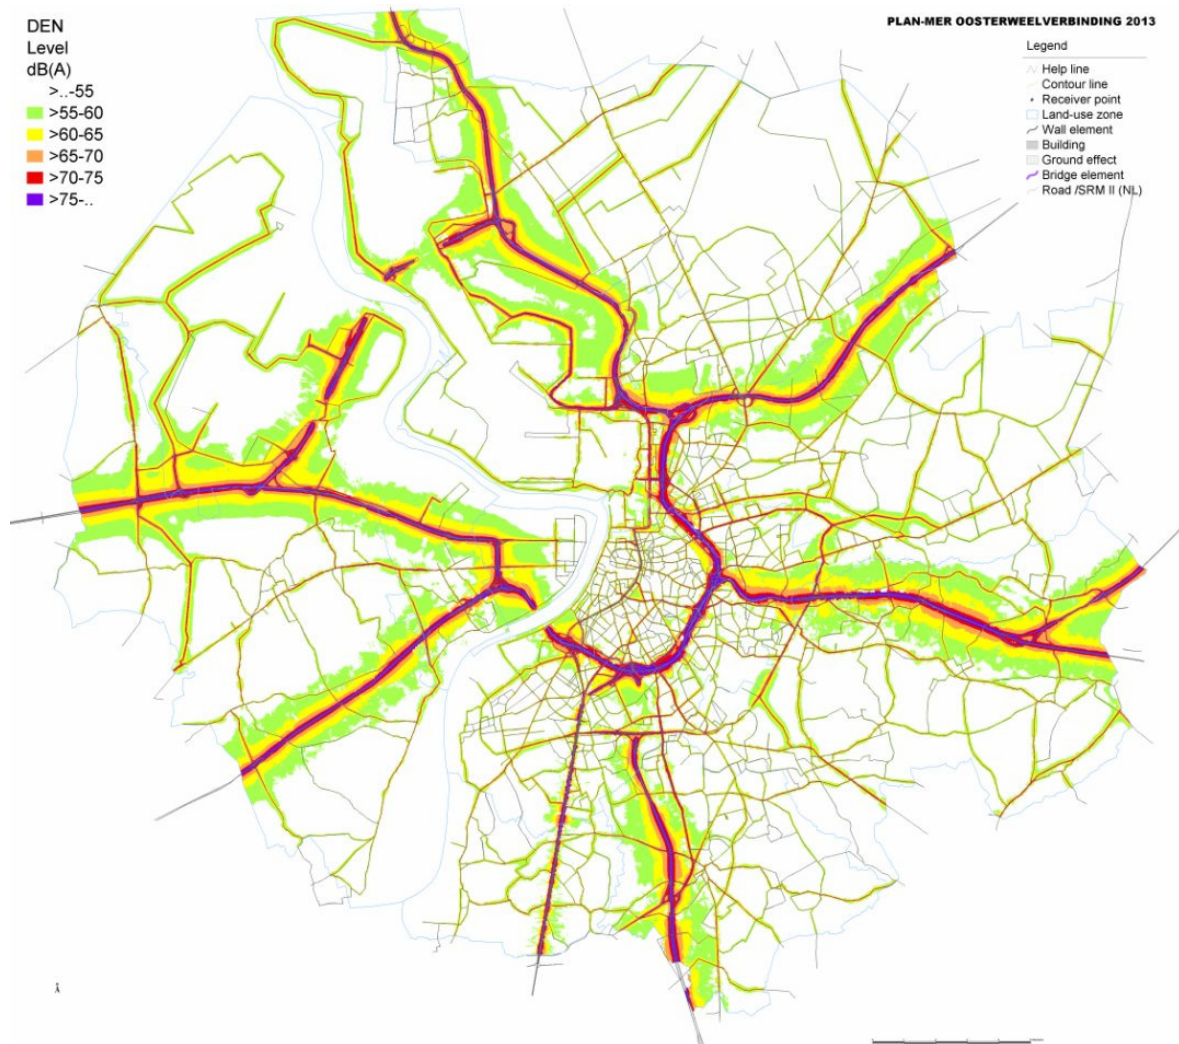 DEN
Level
dB(A)
>..-55
>55-60
>60-65
>65-70
>70-75
>75-..
PLAN-MER OOSTERWEELVERBINDING 2013
Legend
Help line
Contour line
Receiver point
Land-use zone
Wall element
Building
Ground effect
Bridge element
Road /SRM II (NL)